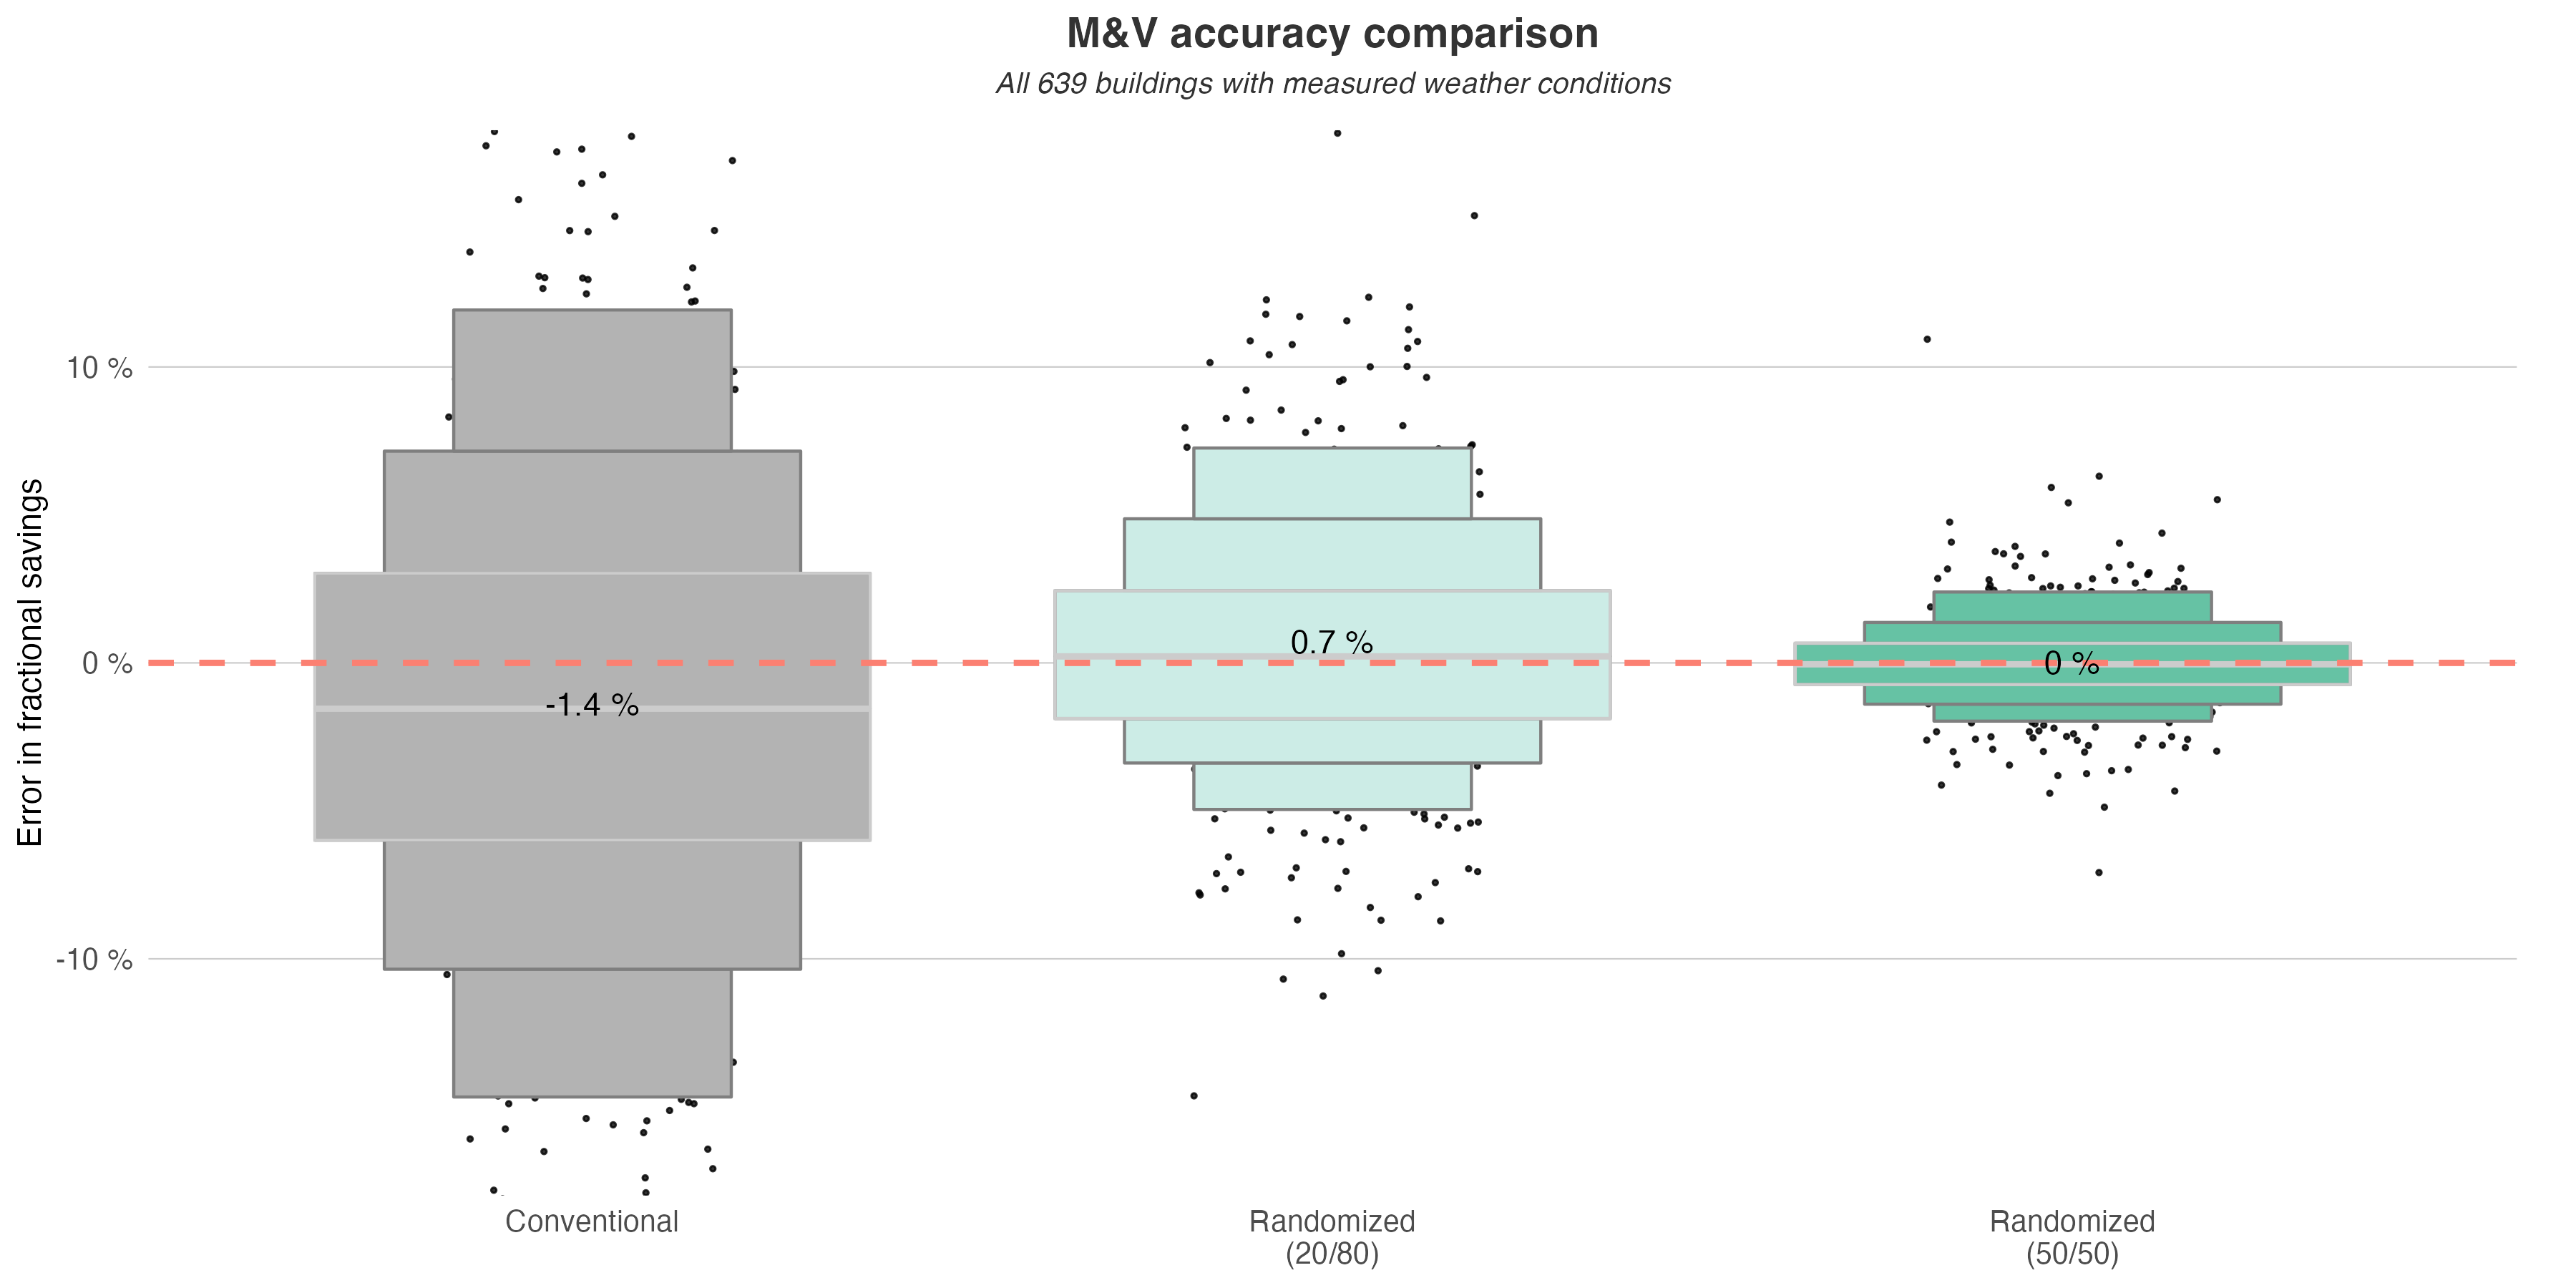 M&V accuracy comparison
All 639 buildings with measured weather conditions
Error in fractional savings
10 %
0 %
-10 %
-1.4 %
0.7 %
0 %
Conventional
Randomized
(20/80)
Randomized
(50/50)